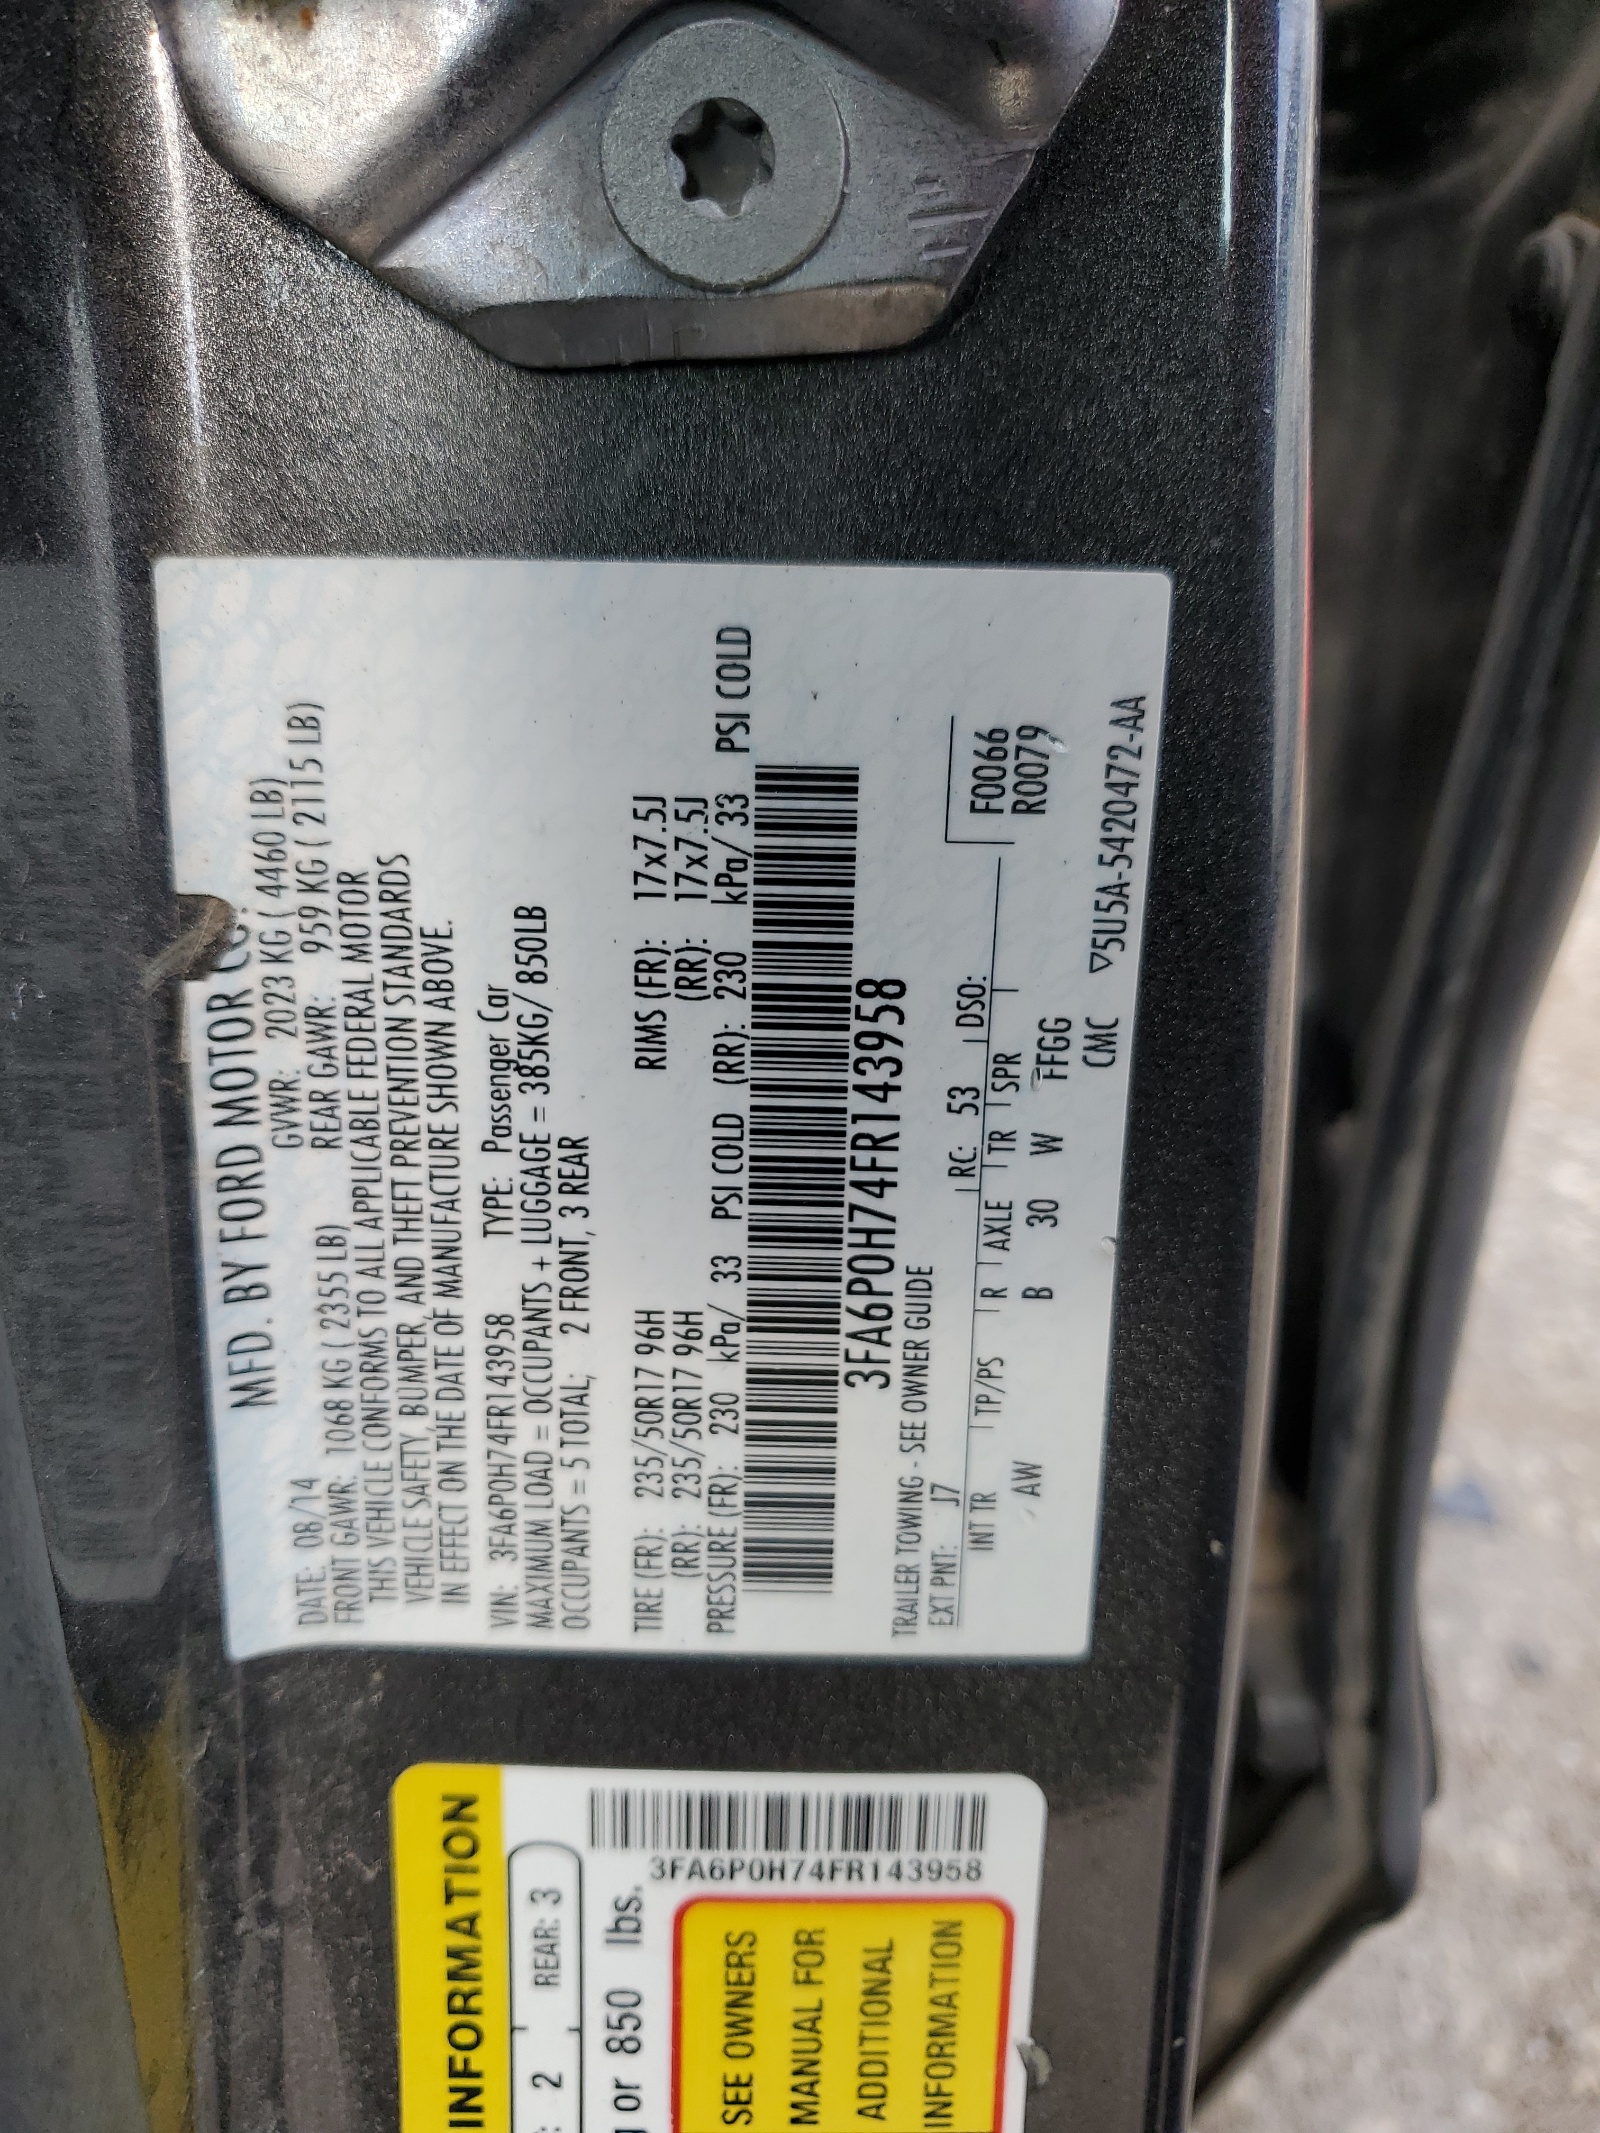 MFD. BY FORD MOTOR CO.
DATE: 08/14 GVWR: 2023 KG ( 4460 LB)
FRONT GAWR: 1068 KG ( 2355 LB) REAR GAWR: 959 KG ( 2115 LB)
THIS VEHICLE CONFORMS TO ALL APPLICABLE FEDERAL MOTOR
VEHICLE SAFETY, BUMPER, AND THEFT PREVENTION STANDARDS
IN EFFECT ON THE DATE OF MANUFACTURE SHOWN ABOVE.
VIN: 3FA6P0H74FR143958 TYPE: Passenger Car
MAXIMUM LOAD = OCCUPANTS + LUGGAGE = 385KG/ 850LB
OCCUPANTS = 5 TOTAL; 2 FRONT, 3 REAR
TIRE (FR): 235/50R17 96H RIMS (FR): 17x7.5J
(RR): 235/50R17 96H (RR): 17x7.5J
PRESSURE (FR): 230 kPa/ 33 PSI COLD (RR): 230 kPa/ 33 PSI COLD
3FA6P0H74FR143958
TRAILER TOWING - SEE OWNER GUIDE
EXT PNT: J7 RC: 53 DSO: F0066
INT TR TP/PS R AXLE TR SPR R0079
AW B 30 W FFGG
CMC ▽5U5A-5420472-AA
INFORMATION
: 2 REAR: 3
g or 850 lbs.
3FA6P0H74FR143958
SEE OWNERS
MANUAL FOR
ADDITIONAL
INFORMATION